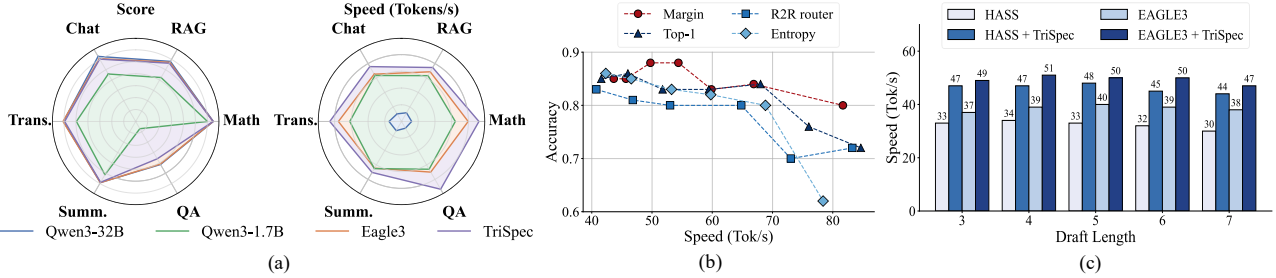 Score
Chat
RAG
Trans.
Math
Summ.
QA
Speed (Tokens/s)
Chat
RAG
Trans.
Math
Summ.
QA
Qwen3-32B
Qwen3-1.7B
Eagle3
TriSpec
(a)
Margin
R2R router
Top-1
Entropy
0.9
0.8
0.7
0.6
Accuracy
40 50 60 70 80
Speed (Tok/s)
(b)
HASS
EAGLE3
HASS + TriSpec
EAGLE3 + TriSpec
60
40
20
0
Speed (Tok/s)
33 47 37 49
34 47 39 51
33 48 40 50
32 45 39 50
30 44 38 47
3 4 5 6 7
Draft Length
(c)